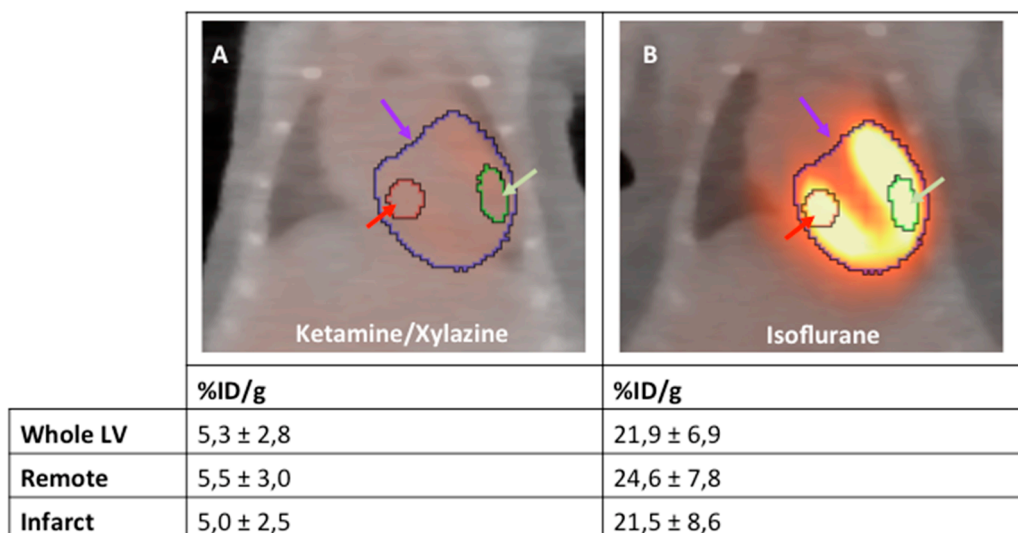 A
B
Ketamine/Xylazine
Isoflurane
%ID/g
%ID/g
Whole LV 5,3 ± 2,8 21,9 ± 6,9
Remote 5,5 ± 3,0 24,6 ± 7,8
Infarct 5,0 ± 2,5 21,5 ± 8,6